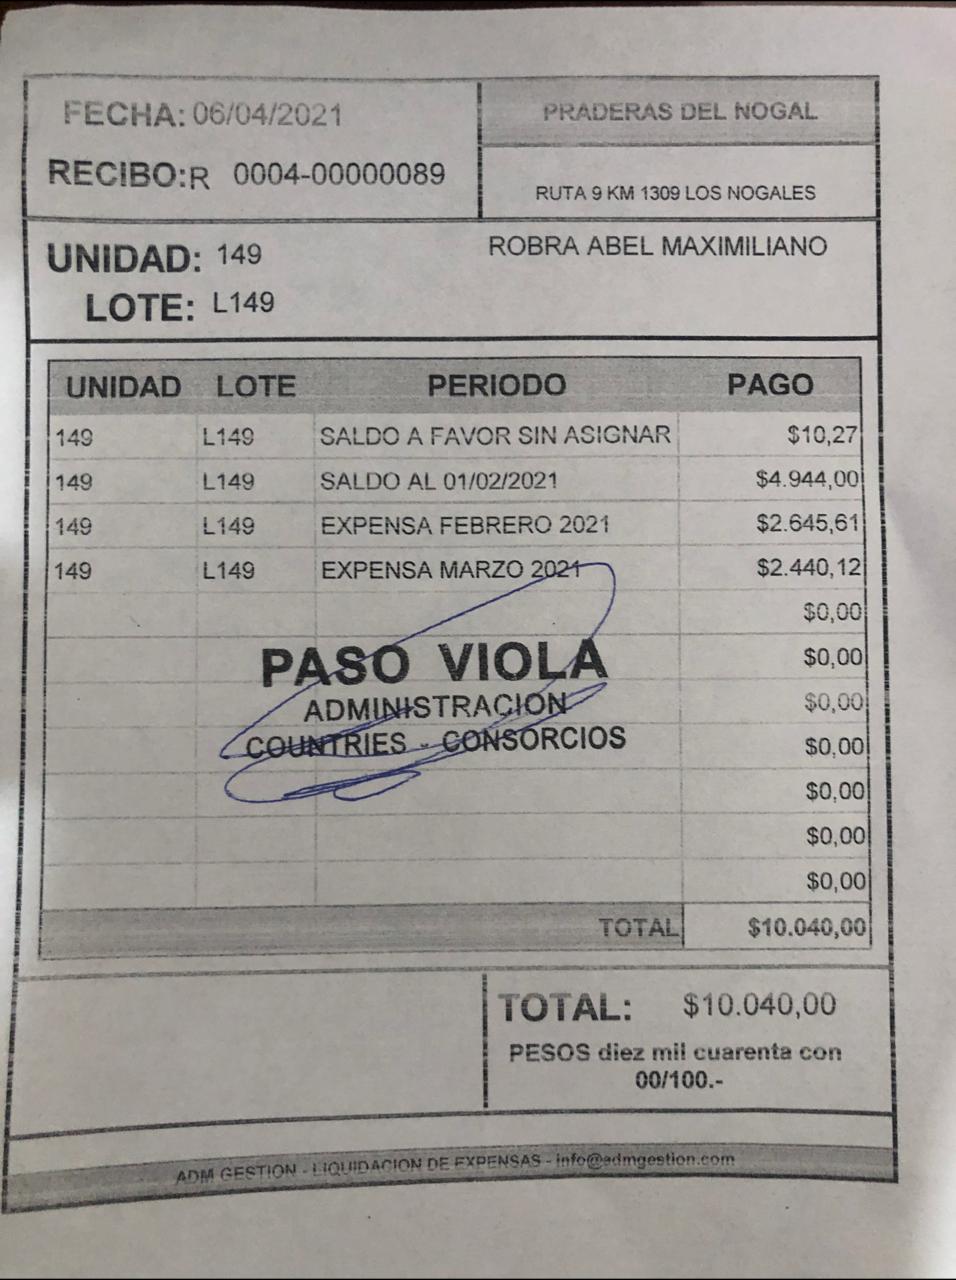 FECHA: 06/04/2021
RECIBO:R 0004-00000089
PRADERAS DEL NOGAL
RUTA 9 KM 1309 LOS NOGALES
UNIDAD: 149
LOTE: L149
ROBRA ABEL MAXIMILIANO
UNIDAD LOTE PERIODO PAGO
149 L149 SALDO A FAVOR SIN ASIGNAR $10,27
149 L149 SALDO AL 01/02/2021 $4.944,00
149 L149 EXPENSA FEBRERO 2021 $2.645,61
149 L149 EXPENSA MARZO 2021 $2.440,12
$0,00
$0,00
$0,00
$0,00
$0,00
$0,00
$0,00
PASO VIOLA
ADMINISTRACION
COUNTRIES - CONSORCIOS
TOTAL $10.040,00
TOTAL: $10.040,00
PESOS diez mil cuarenta con
00/100.-
ADM GESTION - LIQUIDACION DE EXPENSAS - info@admgestion.com